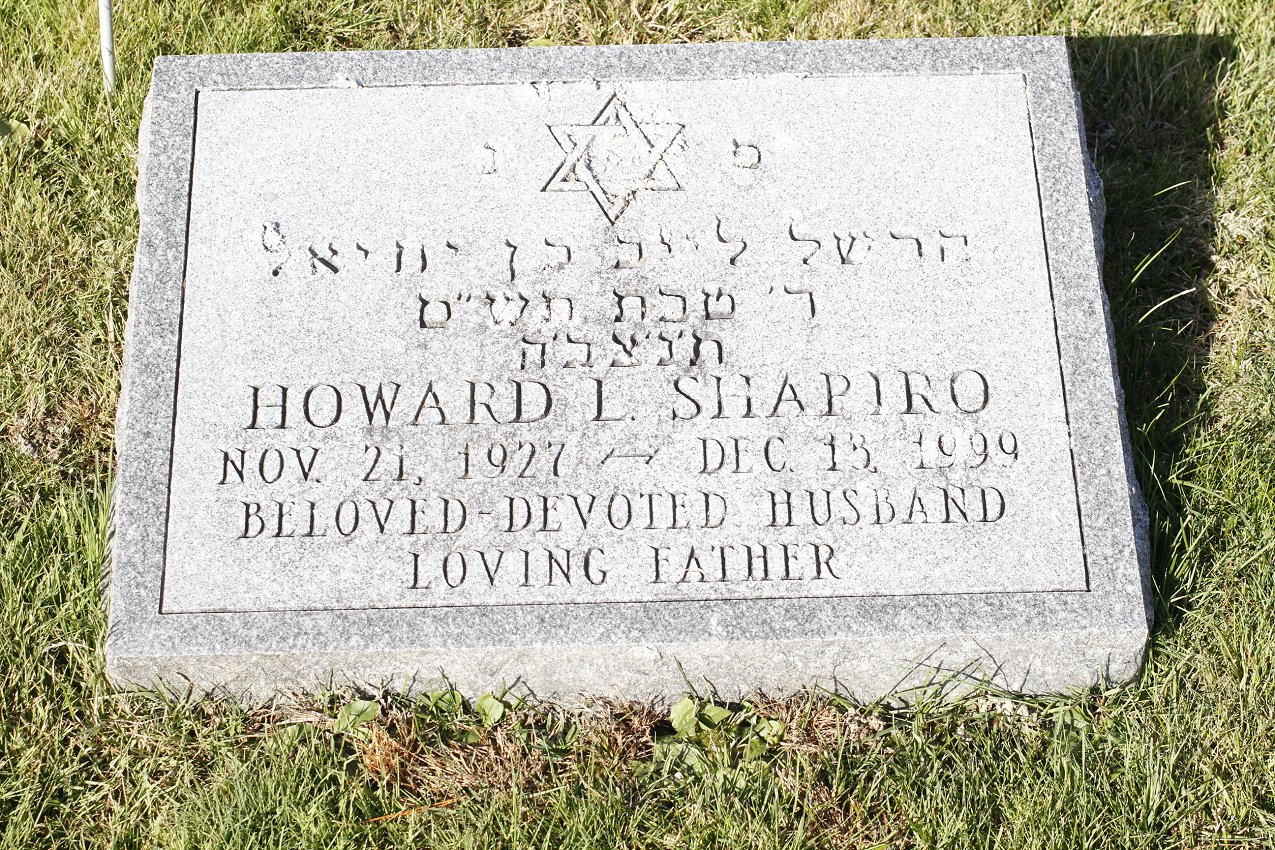 פ נ
הרשל לייב בן יחיאל
ד' טבת תש"ס
ת'נ'צ'ב'ה
HOWARD L. SHAPIRO
NOV. 21, 1927 — DEC. 13, 1999
BELOVED-DEVOTED HUSBAND
LOVING FATHER